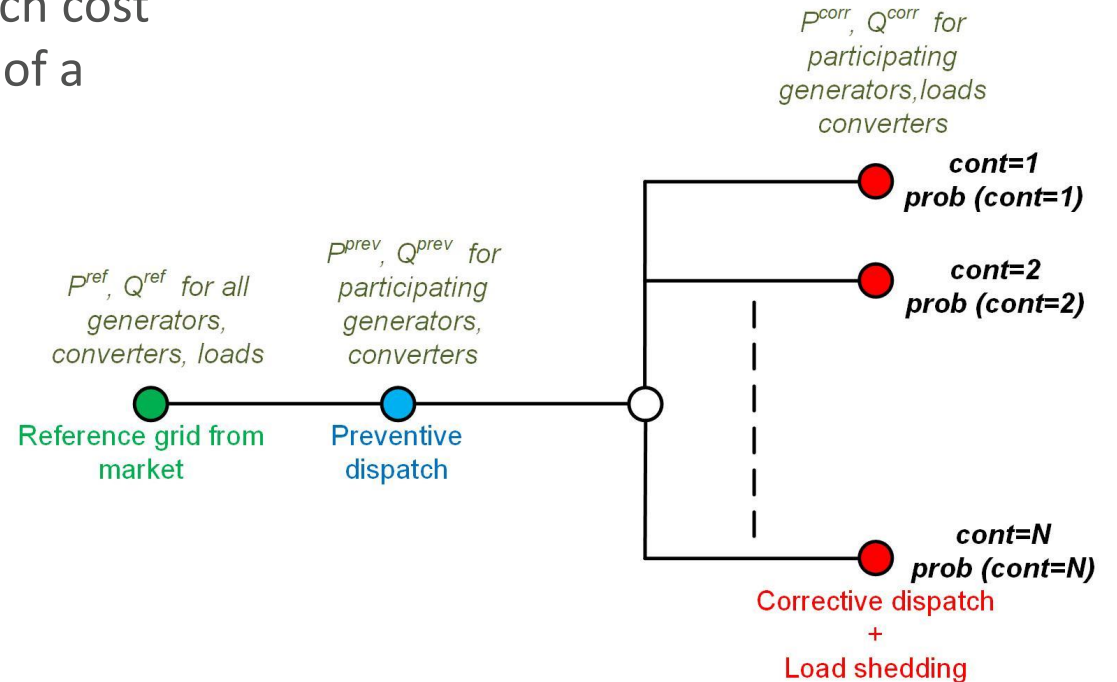 ch cost
of a
P^corr, Q^corr for
participating
generators,loads
converters
cont=1
prob (cont=1)
P^prev, Q^prev for
participating
generators,
converters
cont=2
prob (cont=2)
P^ref, Q^ref for all
generators,
converters, loads
Reference grid from
market
Preventive
dispatch
cont=N
prob (cont=N)
Corrective dispatch
+
Load shedding